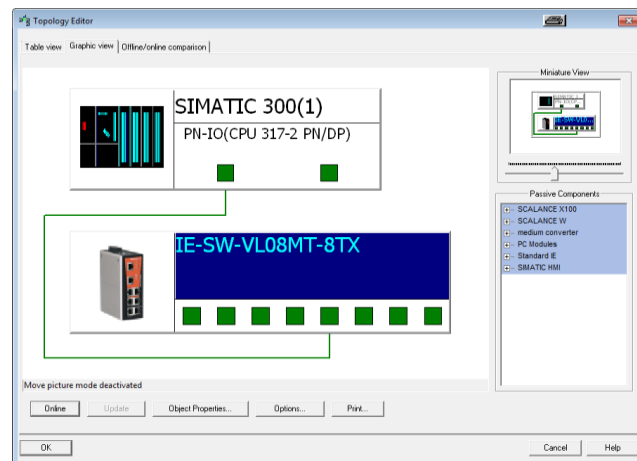 Topology Editor
Table view Graphic view Offline/online comparison
Miniature View
SIMATIC 300(1)
PN-IO(CPU 317-2 PN/DP)
IE-SW-VL08MT-8TX
Passive Components
SCALANCE X100
SCALANCE W
medium converter
PC Modules
Standard IE
SIMATIC HMI
Move picture mode deactivated
Online Update Object Properties... Options... Print...
OK Cancel Help